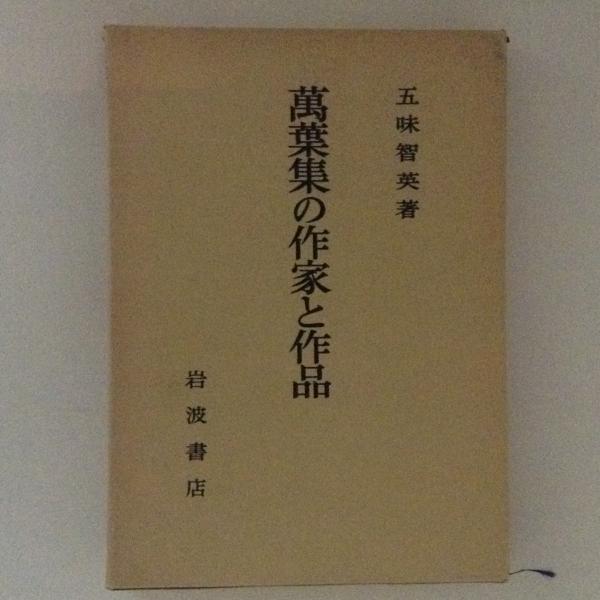 五味智英著
萬葉集の作家と作品
岩波書店